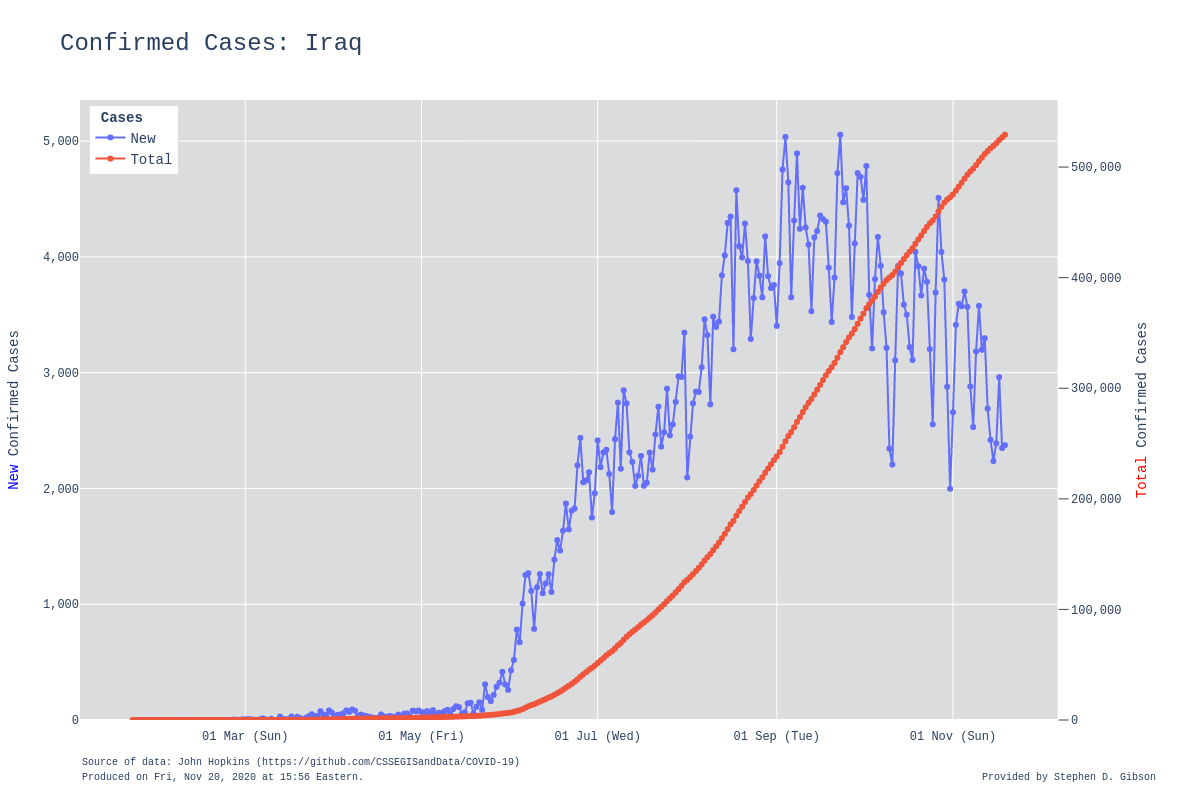 Confirmed Cases: Iraq
Cases
New
Total
5,000
4,000
3,000
2,000
1,000
0
New Confirmed Cases
500,000
400,000
300,000
200,000
100,000
0
Total Confirmed Cases
01 Mar (Sun)
01 May (Fri)
01 Jul (Wed)
01 Sep (Tue)
01 Nov (Sun)
Source of data: John Hopkins (https://github.com/CSSEGISandData/COVID-19)
Produced on Fri, Nov 20, 2020 at 15:56 Eastern.
Provided by Stephen D. Gibson